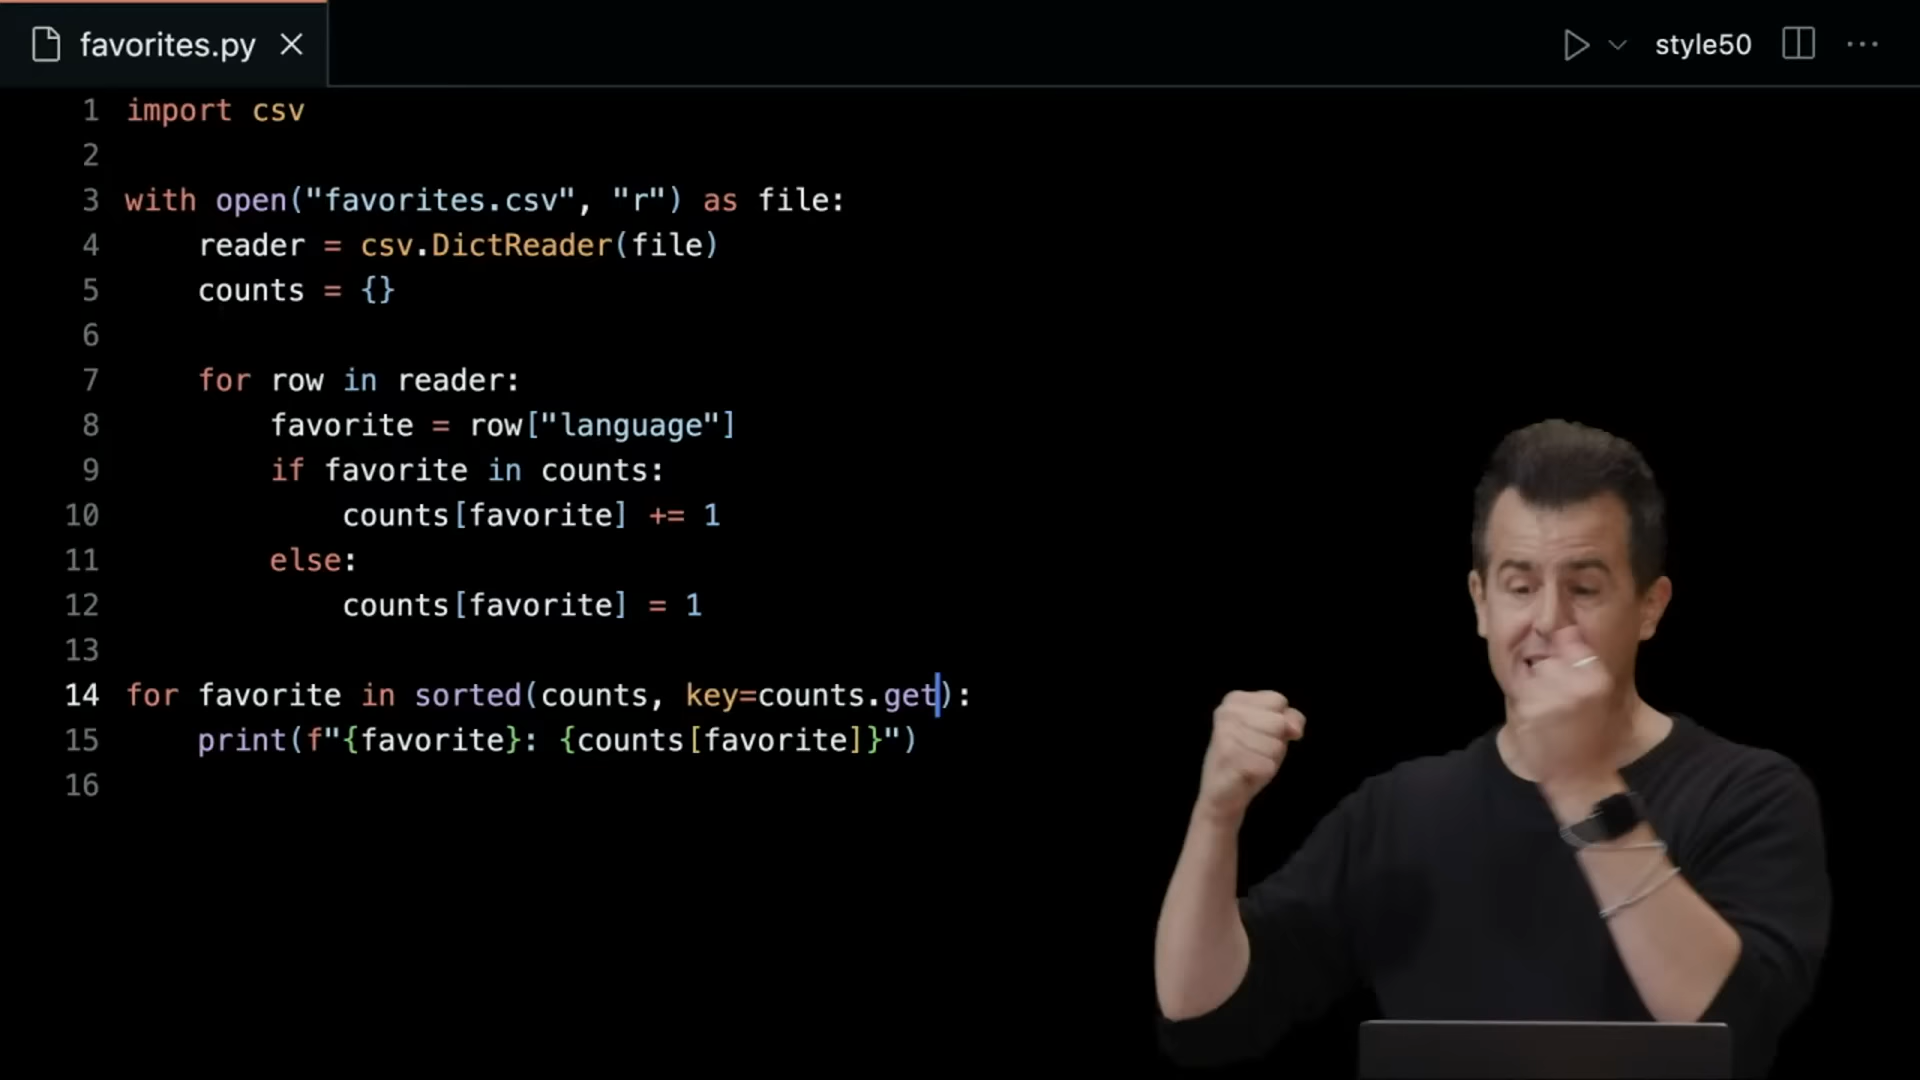 favorites.py
style50
1 import csv
2
3 with open("favorites.csv", "r") as file:
4     reader = csv.DictReader(file)
5     counts = {}
6
7     for row in reader:
8         favorite = row["language"]
9         if favorite in counts:
10             counts[favorite] += 1
11         else:
12             counts[favorite] = 1
13
14 for favorite in sorted(counts, key=counts.get):
15     print(f"{favorite}: {counts[favorite]}")
16